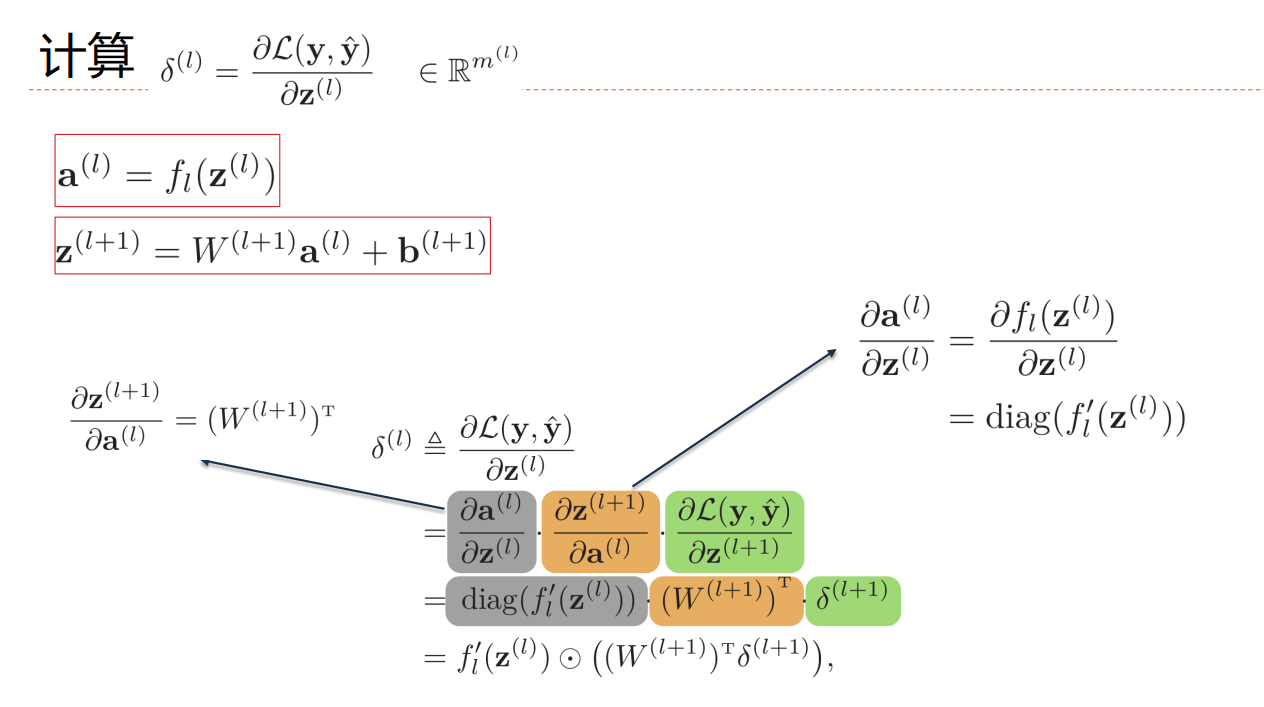 计算 $\delta^{(l)} = \frac{\partial \mathcal{L}(\mathbf{y}, \hat{\mathbf{y}})}{\partial \mathbf{z}^{(l)}} \quad \in \mathbb{R}^{m^{(l)}}$
$\mathbf{a}^{(l)} = f_l(\mathbf{z}^{(l)})$
$\mathbf{z}^{(l+1)} = W^{(l+1)} \mathbf{a}^{(l)} + \mathbf{b}^{(l+1)}$
$\frac{\partial \mathbf{a}^{(l)}}{\partial \mathbf{z}^{(l)}} = \frac{\partial f_l(\mathbf{z}^{(l)})}{\partial \mathbf{z}^{(l)}}$
$= \mathrm{diag}(f_l'(\mathbf{z}^{(l)}))$
$\frac{\partial \mathbf{z}^{(l+1)}}{\partial \mathbf{a}^{(l)}} = (W^{(l+1)})^{\mathrm{T}}$
$\delta^{(l)} \triangleq \frac{\partial \mathcal{L}(\mathbf{y}, \hat{\mathbf{y}})}{\partial \mathbf{z}^{(l)}}$
$= \frac{\partial \mathbf{a}^{(l)}}{\partial \mathbf{z}^{(l)}} \cdot \frac{\partial \mathbf{z}^{(l+1)}}{\partial \mathbf{a}^{(l)}} \cdot \frac{\partial \mathcal{L}(\mathbf{y}, \hat{\mathbf{y}})}{\partial \mathbf{z}^{(l+1)}}$
$= \mathrm{diag}(f_l'(\mathbf{z}^{(l)})) \cdot (W^{(l+1)})^{\mathrm{T}} \cdot \delta^{(l+1)}$
$= f_l'(\mathbf{z}^{(l)}) \odot \left( (W^{(l+1)})^{\mathrm{T}} \delta^{(l+1)} \right),$